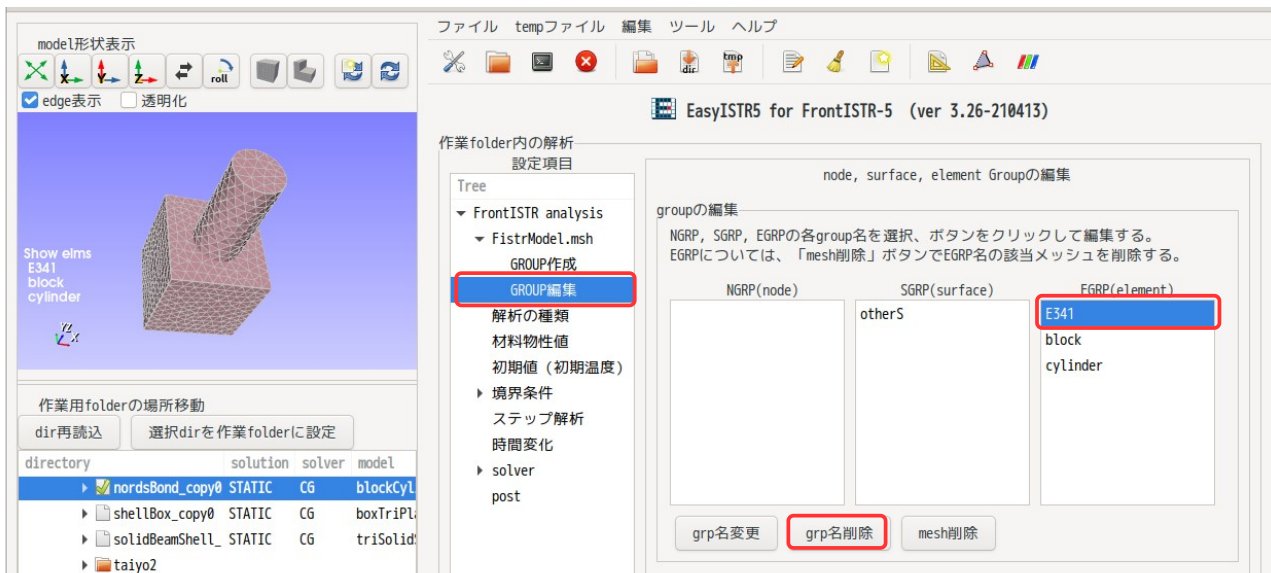 model形状表示
roll
edge表示 透明化
Show elms
E341
block
cylinder
作業用folderの場所移動
dir再読込 選択dirを作業folderに設定
directory solution solver model
nordsBond_copy0 STATIC CG blockCyl
shellBox_copy0 STATIC CG boxTriPla
solidBeamShell_ STATIC CG triSolid
taiyo2
ファイル tempファイル 編集 ツール ヘルプ
dir tmp
EasyISTR5 for FrontISTR-5 (ver 3.26-210413)
作業folder内の解析
設定項目
Tree
FrontISTR analysis
FistrModel.msh
GROUP作成
GROUP編集
解析の種類
材料物性値
初期値 (初期温度)
境界条件
ステップ解析
時間変化
solver
post
node, surface, element Groupの編集
groupの編集
NGRP, SGRP, EGRPの各group名を選択、ボタンをクリックして編集する。
EGRPについては、「mesh削除」ボタンでEGRP名の該当メッシュを削除する。
NGRP(node) SGRP(surface) EGRP(element)
otherS E341
block
cylinder
grp名変更 grp名削除 mesh削除